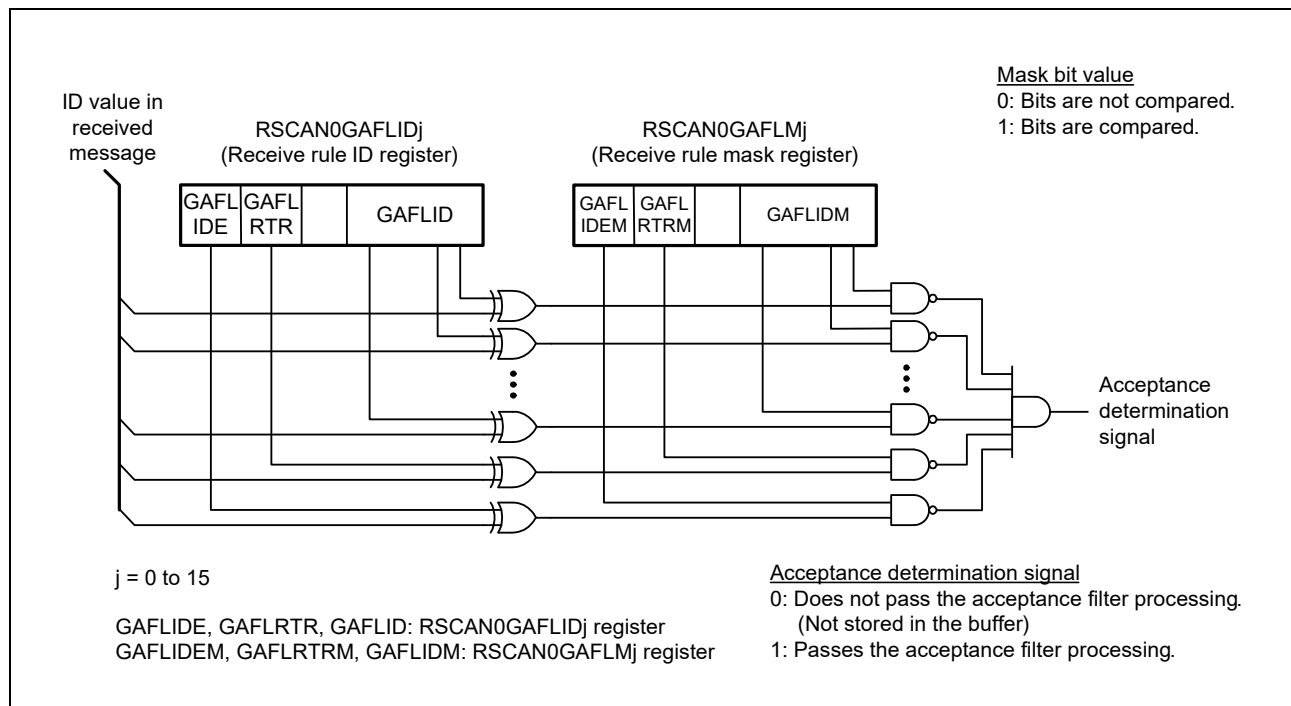 Mask bit value
0: Bits are not compared.
1: Bits are compared.
ID value in
received
message
RSCAN0GAFLIDj
(Receive rule ID register)
RSCAN0GAFLMj
(Receive rule mask register)
GAFL
IDE
GAFL
RTR
GAFLID
GAFL
IDEM
GAFL
RTRM
GAFLIDM
Acceptance
determination
signal
j = 0 to 15
GAFLIDE, GAFLRTR, GAFLID: RSCAN0GAFLIDj register
GAFLIDEM, GAFLRTRM, GAFLIDM: RSCAN0GAFLMj register
Acceptance determination signal
0: Does not pass the acceptance filter processing.
(Not stored in the buffer)
1: Passes the acceptance filter processing.